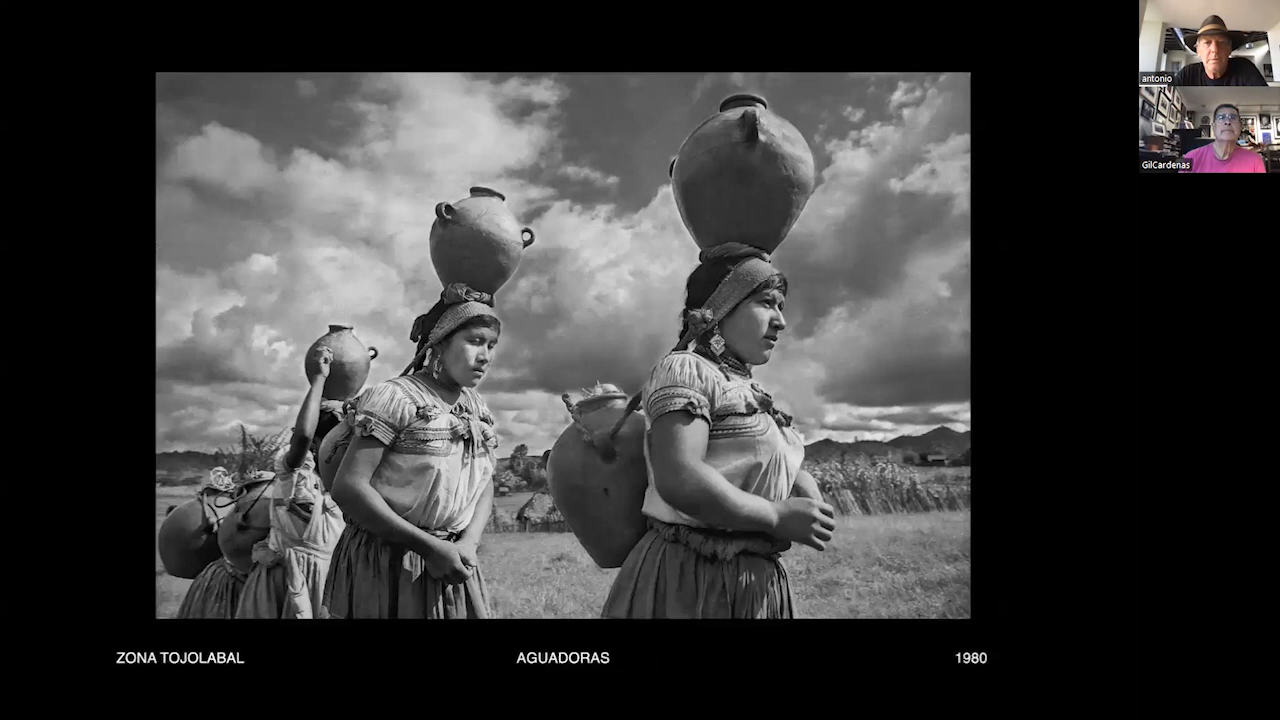 antonio
GilCardenas
ZONA TOJOLABAL
AGUADORAS
1980